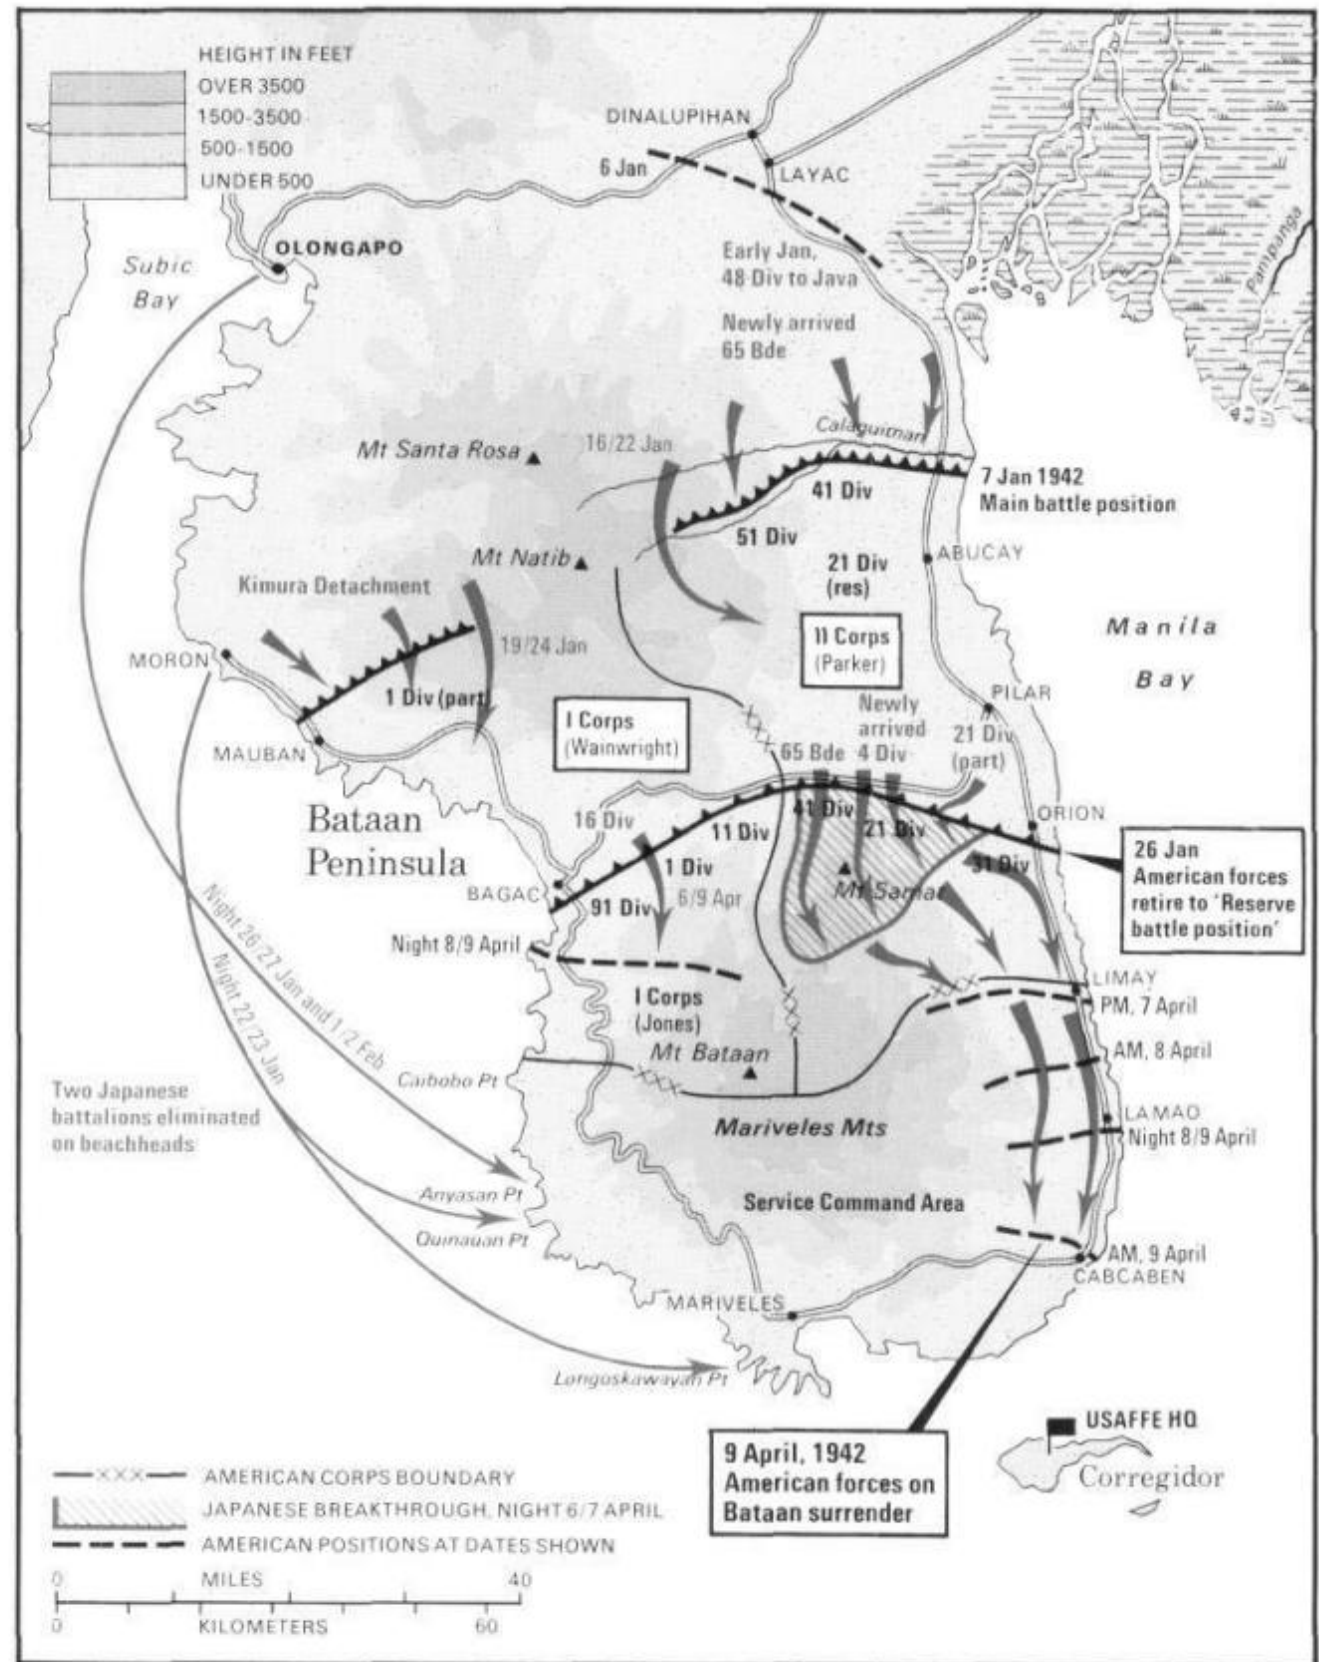 HEIGHT IN FEET
OVER 3500
1500-3500
500-1500
UNDER 500
DINALUPIHAN
6 Jan
LAYAC
OLONGAPO
Subic
Bay
Early Jan,
48 Div to Java
Pampanga
Newly arrived
65 Bde
Calaguiman
Mt Santa Rosa
16/22 Jan
41 Div
7 Jan 1942
Main battle position
51 Div
Mt Natib
21 Div
(res)
ABUCAY
Kimura Detachment
11 Corps
(Parker)
Manila
Bay
MORON
19/24 Jan
1 Div (part
PILAR
I Corps
(Wainwright)
Newly
arrived
4 Div
21 Div
(part)
MAUBAN
65 Bde
Bataan
Peninsula
16 Div
11 Div
41 Div
21 Div
ORION
1 Div
31 Div
26 Jan
American forces
retire to 'Reserve
battle position'
BAGAC
91 Div
6/9 Apr
Mt Samat
Night 8/9 April
Night 26/27 Jan and 1/2 Feb
Night 22/23 Jan
LIMAY
PM, 7 April
I Corps
(Jones)
Mt Bataan
AM, 8 April
Caibobo Pt
Two Japanese
battalions eliminated
on beachheads
LAMAO
Night 8/9 April
Mariveles Mts
Anyasan Pt
Service Command Area
Quinauan Pt
AM, 9 April
CABCABEN
MARIVELES
Longoskawayan Pt
9 April, 1942
American forces on
Bataan surrender
USAFFE HQ
Corregidor
AMERICAN CORPS BOUNDARY
JAPANESE BREAKTHROUGH, NIGHT 6/7 APRIL
AMERICAN POSITIONS AT DATES SHOWN
0 MILES 40
0 KILOMETERS 60